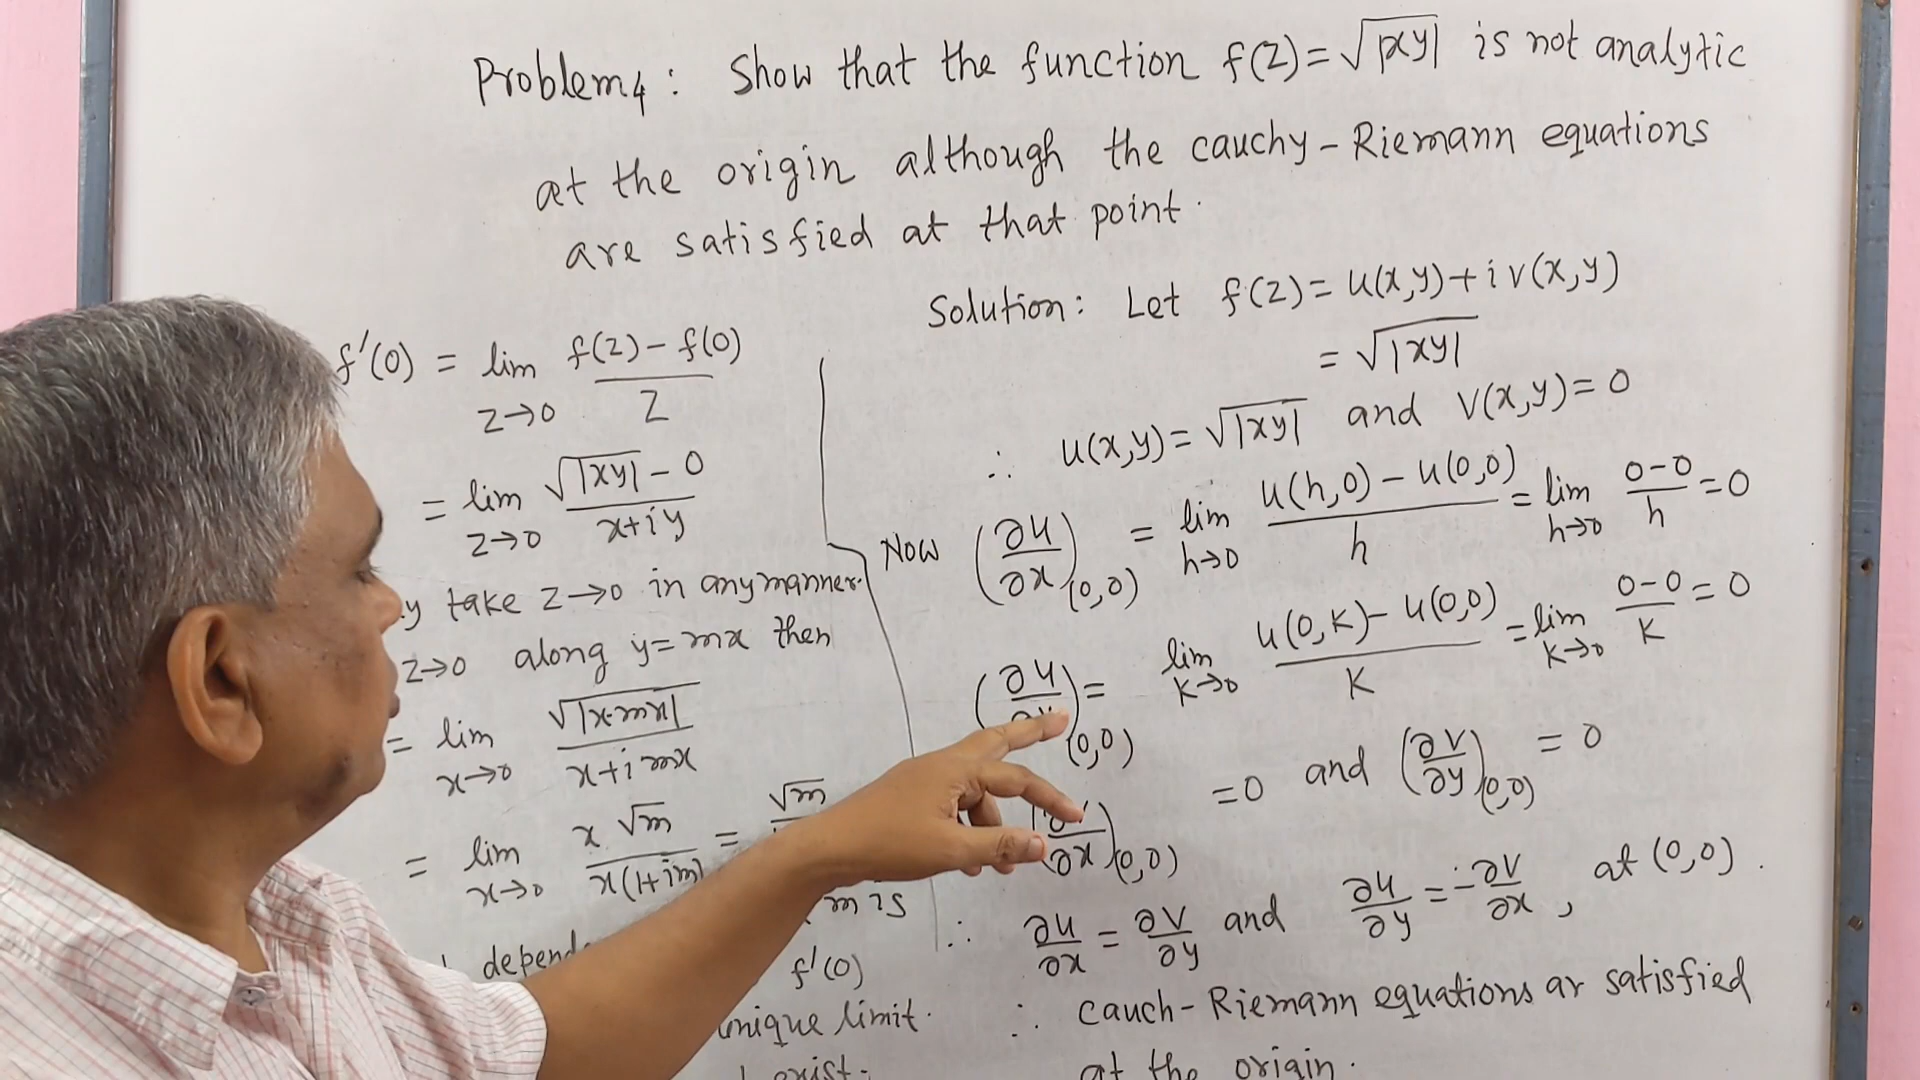 Problem 4: Show that the function f(z)=√|xy| is not analytic
at the origin although the cauchy-Riemann equations
are satisfied at that point.
Solution: Let f(z)= u(x,y)+iv(x,y)
= √|xy|
∴ u(x,y)= √|xy| and v(x,y)= 0
Now (∂u/∂x)(0,0) = lim h→0 (u(h,0)-u(0,0))/h = lim h→0 (0-0)/h =0
(∂u/ )(0,0) = lim k→0 (u(0,k)-u(0,0))/k = lim k→0 (0-0)/k = 0
( /∂x)(0,0) =0 and (∂v/∂y)(0,0) = 0
∴ ∂u/∂x = ∂v/∂y and ∂u/∂y = -∂v/∂x, at (0,0).
∴ Cauch-Riemann equations ar satisfied
at the origin.
f'(0) = lim z→0 (f(z)-f(0))/z
= lim z→0 (√|xy| - 0)/(x+iy)
take z→0 in any manner.
z→0 along y=mx then
= lim x→0 √|x·mx|/(x+imx)
= lim x→0 x√m/(x(1+im)) = √m
f'(0)
unique limit.
exist.